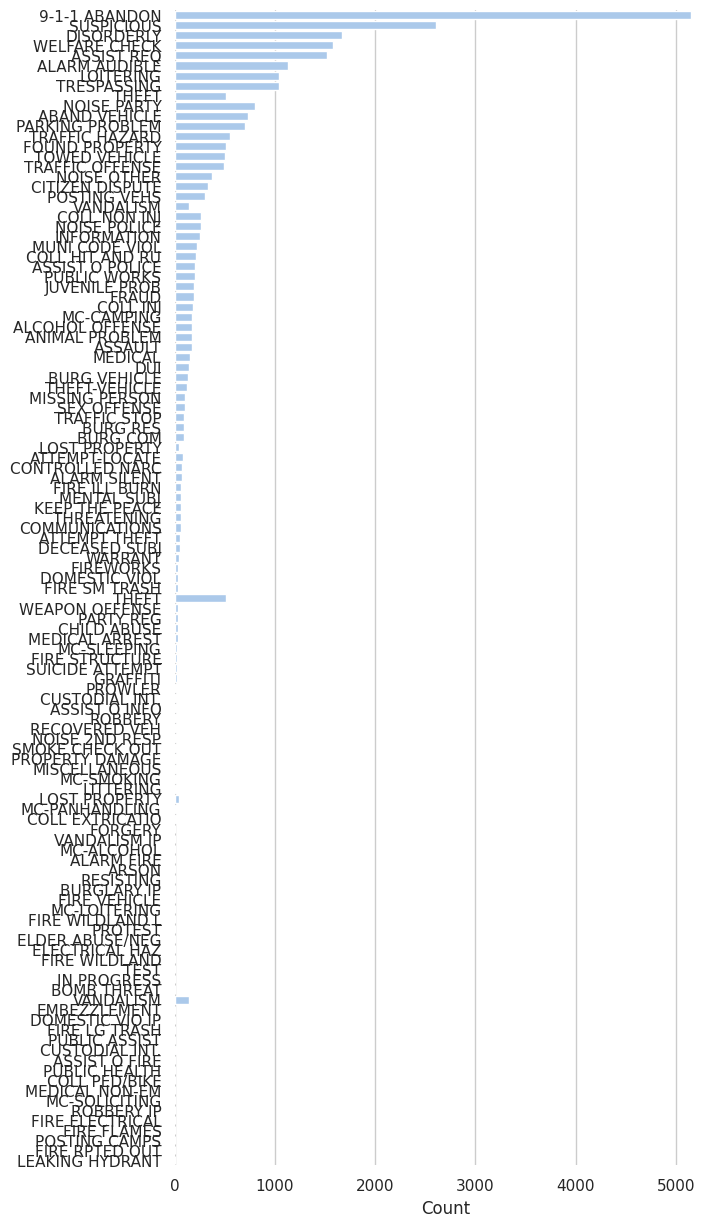 9-1-1 ABANDON
SUSPICIOUS
DISORDERLY
WELFARE CHECK
ASSIST REQ
ALARM AUDIBLE
LOITERING
TRESPASSING
THEFT
NOISE PARTY
ABAND VEHICLE
PARKING PROBLEM
TRAFFIC HAZARD
FOUND PROPERTY
TOWED VEHICLE
TRAFFIC OFFENSE
NOISE OTHER
CITIZEN DISPUTE
POSTING VEHS
VANDALISM
COLL NON INJ
NOISE POLICE
INFORMATION
MUNI CODE VIOL
COLL HIT AND RU
ASSIST O POLICE
PUBLIC WORKS
JUVENILE PROB
FRAUD
COLL INJ
MC-CAMPING
ALCOHOL OFFENSE
ANIMAL PROBLEM
ASSAULT
MEDICAL
DUI
BURG VEHICLE
THEFT-VEHICLE
MISSING PERSON
SEX OFFENSE
TRAFFIC STOP
BURG RES
BURG COM
LOST PROPERTY
ATTEMPT-LOCATE
CONTROLLED NARC
ALARM SILENT
FIRE ILL BURN
MENTAL SUBJ
KEEP THE PEACE
THREATENING
COMMUNICATIONS
ATTEMPT THEFT
DECEASED SUBJ
WARRANT
FIREWORKS
DOMESTIC VIOL
FIRE SM TRASH
THEFT
WEAPON OFFENSE
PARTY REG
CHILD ABUSE
MEDICAL ARREST
MC-SLEEPING
FIRE STRUCTURE
SUICIDE ATTEMPT
GRAFFITI
PROWLER
CUSTODIAL INT.
ASSIST O INFO
ROBBERY
RECOVERED VEH
NOISE 2ND RESP
SMOKE CHECK OUT
PROPERTY DAMAGE
MISCELLANEOUS
MC-SMOKING
LITTERING
LOST PROPERTY
MC-PANHANDLING
COLL EXTRICATIO
FORGERY
VANDALISM IP
MC-ALCOHOL
ALARM FIRE
ARSON
RESISTING
BURGLARY IP
FIRE VEHICLE
MC-LOITERING
FIRE WILDLAND L
PROTEST
ELDER ABUSE/NEG
ELECTRICAL HAZ
FIRE WILDLAND
TEST
IN PROGRESS
BOMB THREAT
VANDALISM
EMBEZZLEMENT
DOMESTIC VIO IP
FIRE LG TRASH
PUBLIC ASSIST
CUSTODIAL INT.
ASSIST O FIRE
PUBLIC HEALTH
COLL PED/BIKE
MEDICAL NON-EM
MC-SOLICITING
ROBBERY IP
FIRE ELECTRICAL
FIRE FLAMES
POSTING CAMPS
FIRE RPTED OUT
LEAKING HYDRANT
0 1000 2000 3000 4000 5000
Count